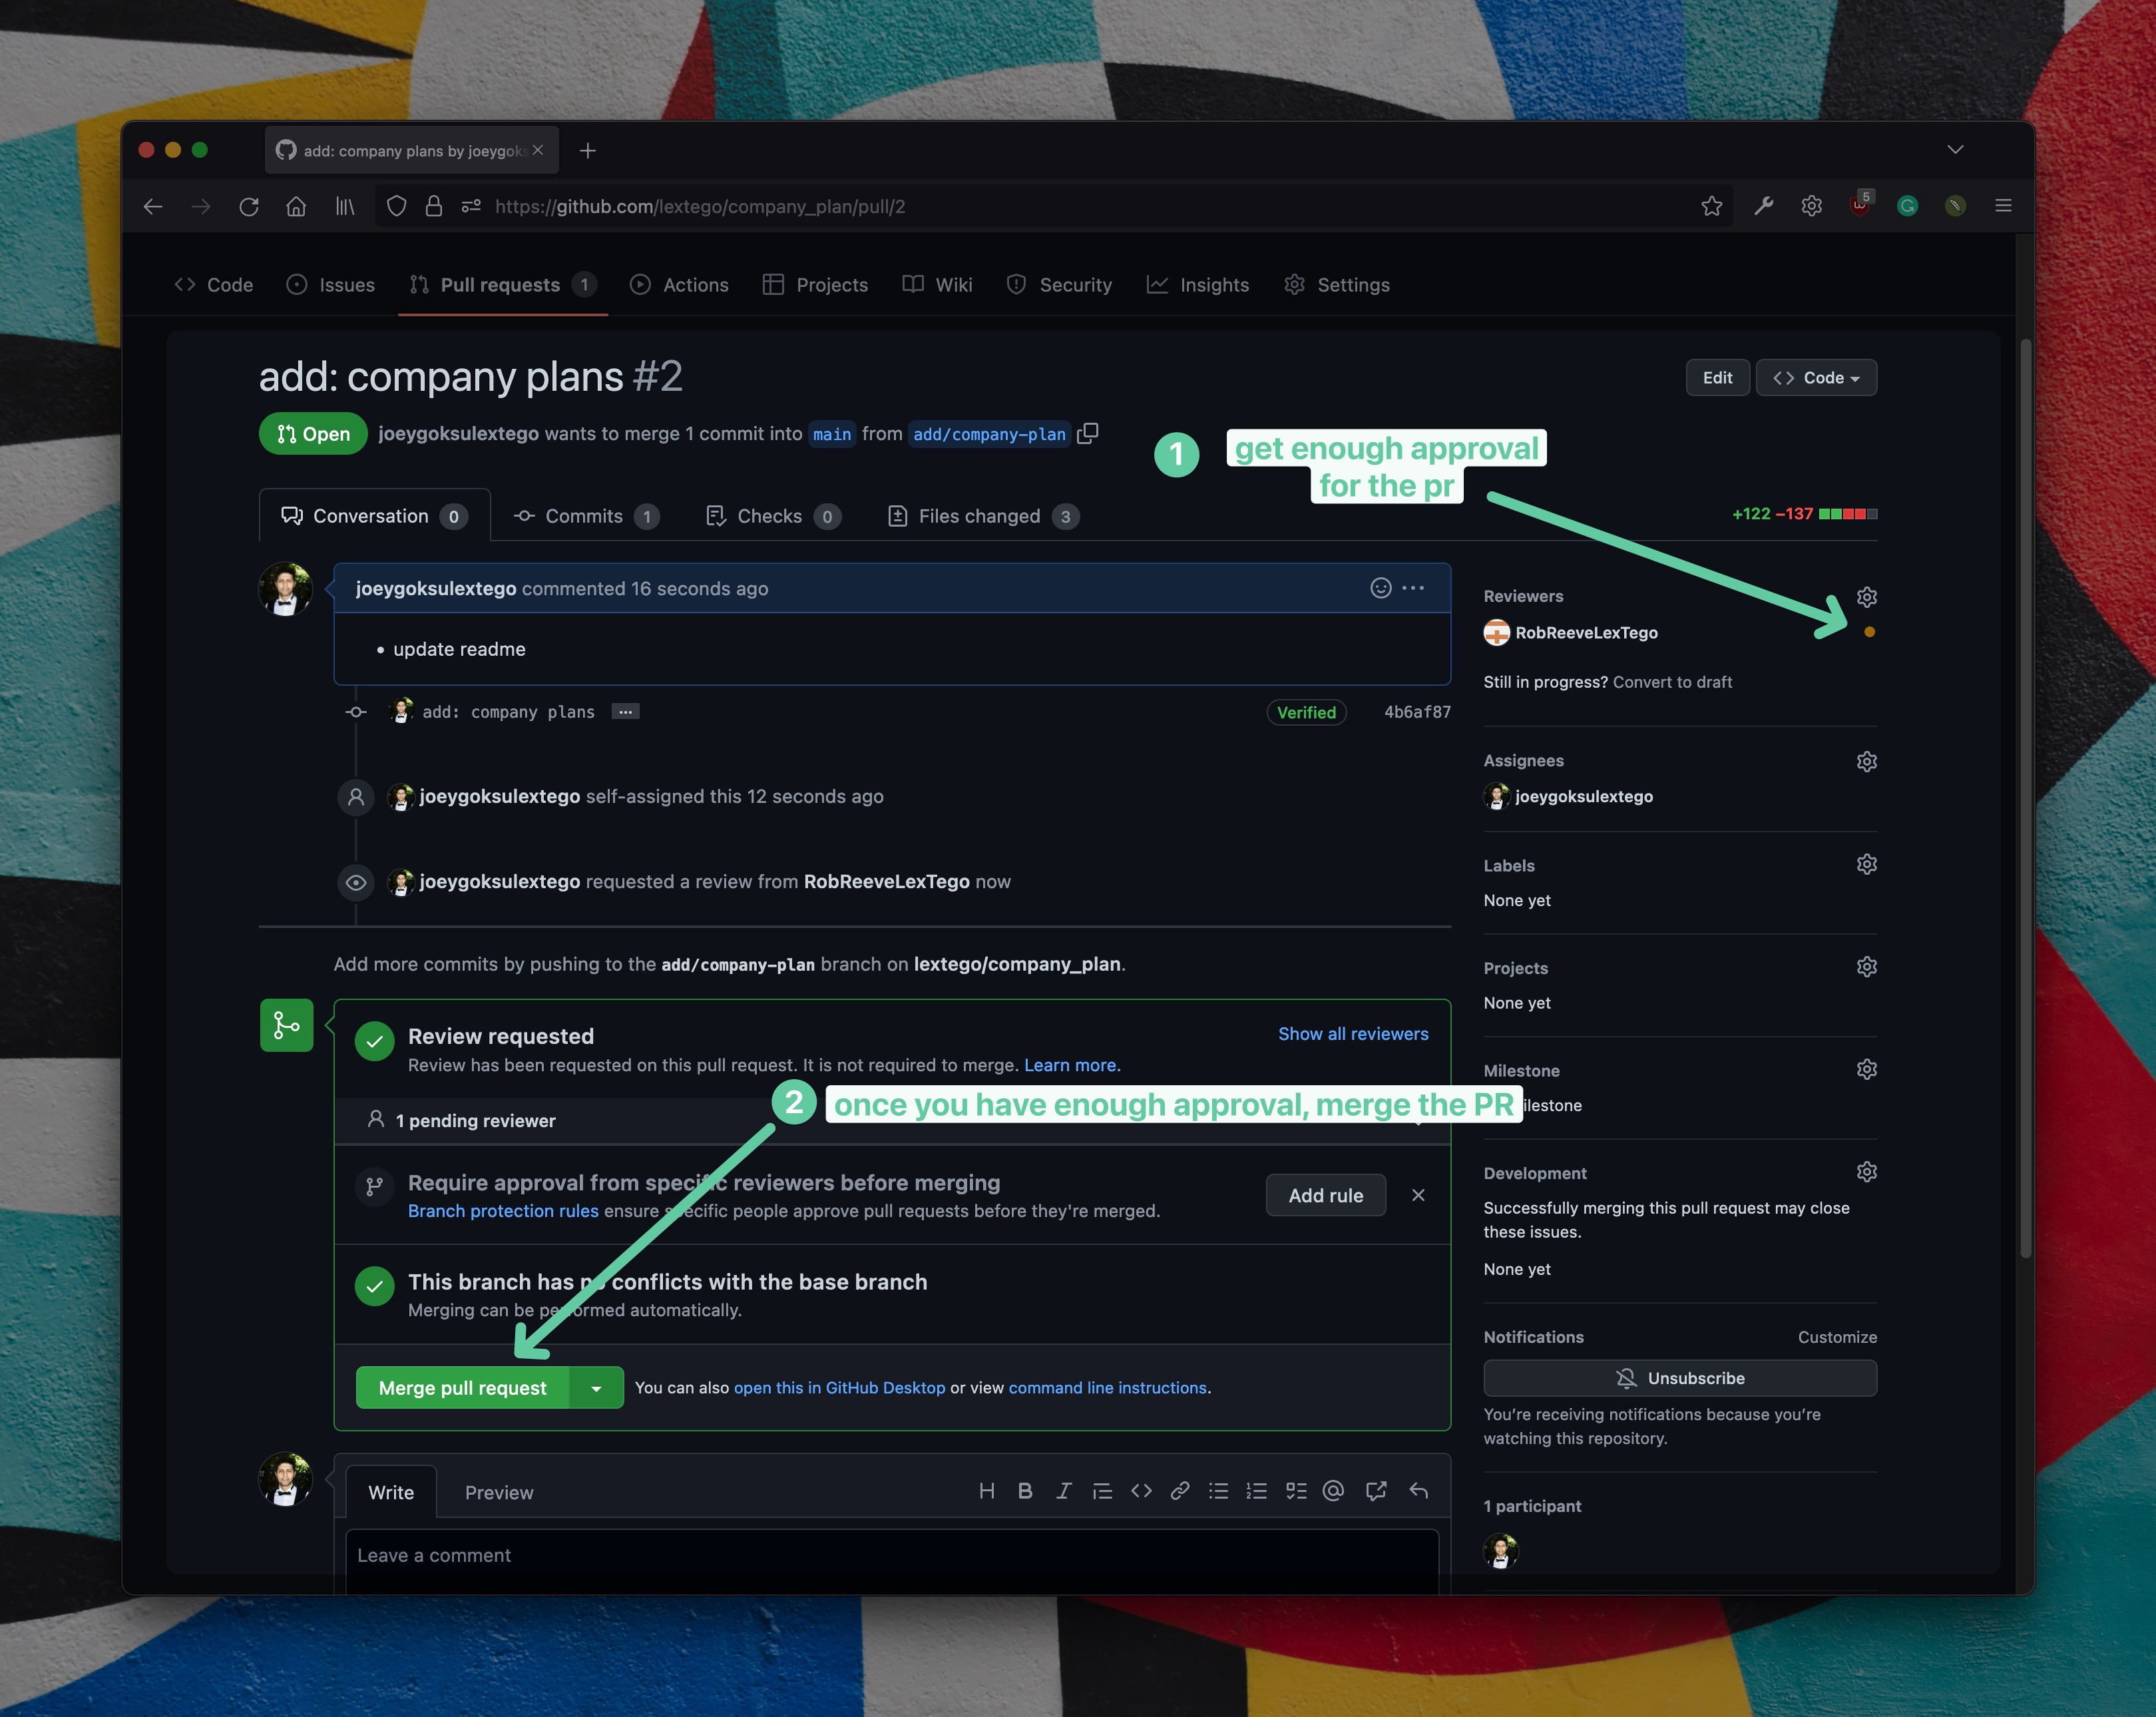 add: company plans by joeygoks
5
https://github.com/lextego/company_plan/pull/2
Code Issues Pull requests 1 Actions Projects Wiki Security Insights Settings
add: company plans #2
Edit Code
Open joeygoksulextego wants to merge 1 commit into main from add/company-plan
1 get enough approval
for the pr
Conversation 0 Commits 1 Checks 0 Files changed 3
+122 −137
joeygoksulextego commented 16 seconds ago
• update readme
add: company plans ... Verified 4b6af87
joeygoksulextego self-assigned this 12 seconds ago
joeygoksulextego requested a review from RobReeveLexTego now
Add more commits by pushing to the add/company-plan branch on lextego/company_plan.
Review requested
Show all reviewers
Review has been requested on this pull request. It is not required to merge. Learn more.
2 once you have enough approval, merge the PR
1 pending reviewer
Require approval from specific reviewers before merging
Branch protection rules ensure specific people approve pull requests before they're merged.
Add rule
This branch has no conflicts with the base branch
Merging can be performed automatically.
Merge pull request
You can also open this in GitHub Desktop or view command line instructions.
Write Preview
Leave a comment
Reviewers
RobReeveLexTego
Still in progress? Convert to draft
Assignees
joeygoksulextego
Labels
None yet
Projects
None yet
Milestone
ilestone
Development
Successfully merging this pull request may close
these issues.
None yet
Notifications Customize
Unsubscribe
You’re receiving notifications because you’re
watching this repository.
1 participant